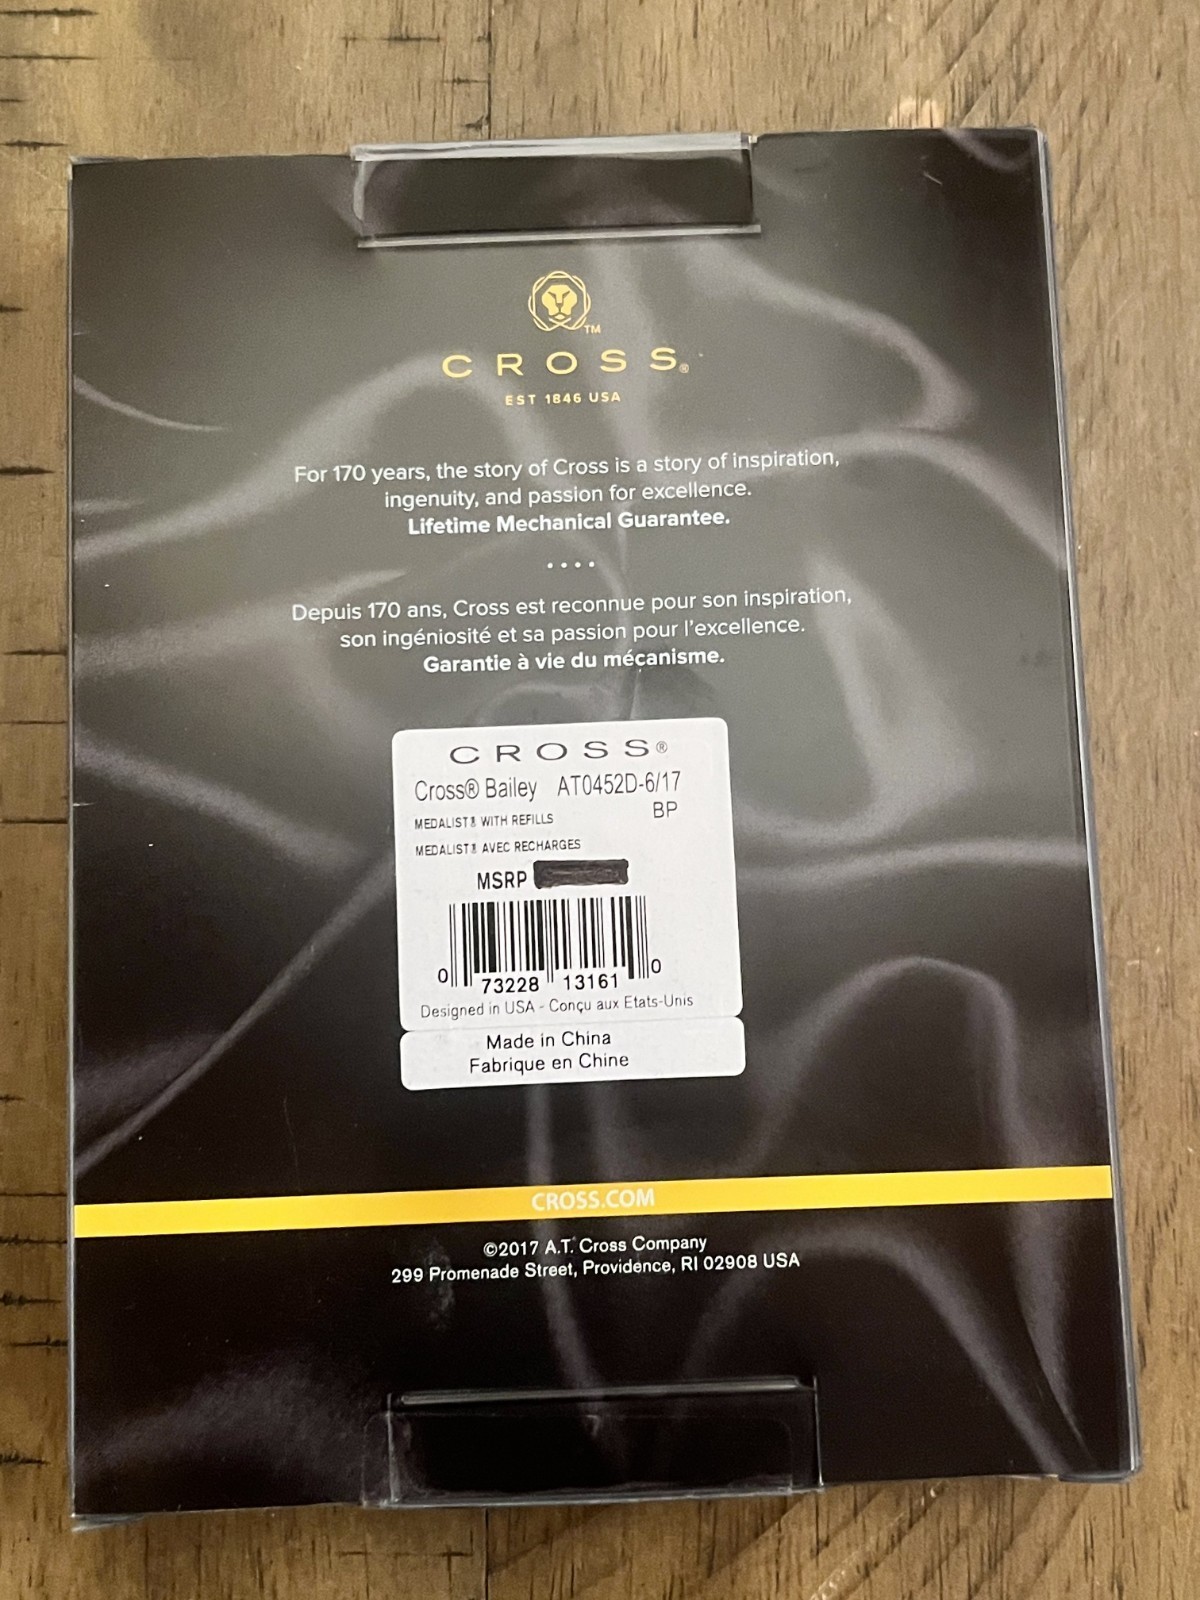 TM
CROSS®
EST 1846 USA
For 170 years, the story of Cross is a story of inspiration,
ingenuity, and passion for excellence.
Lifetime Mechanical Guarantee.
....
Depuis 170 ans, Cross est reconnue pour son inspiration,
son ingéniosité et sa passion pour l'excellence.
Garantie à vie du mécanisme.
CROSS®
Cross® Bailey AT0452D-6/17
BP
MEDALIST® WITH REFILLS
MEDALIST® AVEC RECHARGES
MSRP
0 73228 13161 0
Designed in USA - Conçu aux Etats-Unis
Made in China
Fabrique en Chine
CROSS.COM
©2017 A.T. Cross Company
299 Promenade Street, Providence, RI 02908 USA